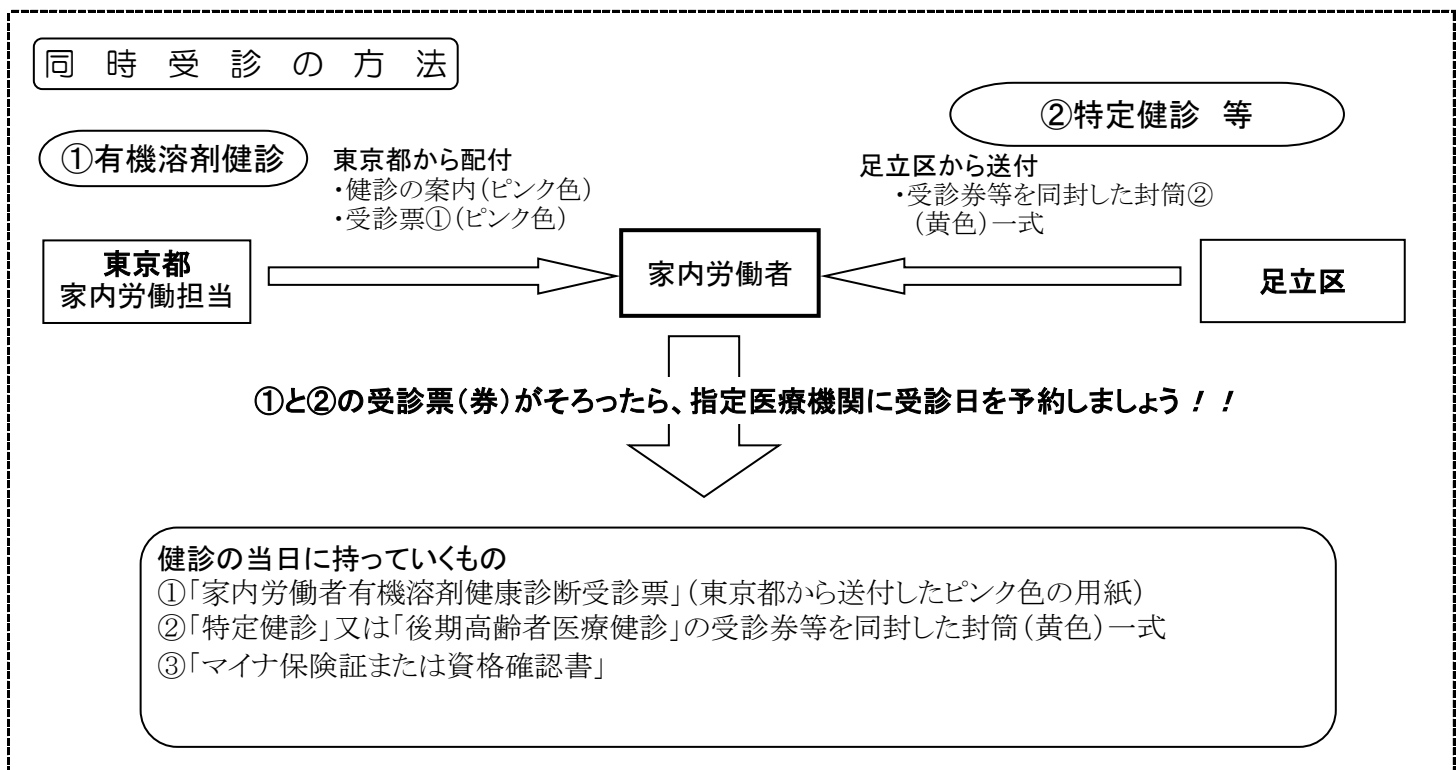 同時受診の方法
①有機溶剤健診
東京都から配付
・健診の案内(ピンク色)
・受診票①(ピンク色)
②特定健診 等
足立区から送付
・受診券等を同封した封筒②
(黄色)一式
東京都
家内労働担当
家内労働者
足立区
①と②の受診票(券)がそろったら、指定医療機関に受診日を予約しましょう!!
健診の当日に持っていくもの
①「家内労働者有機溶剤健康診断受診票」(東京都から送付したピンク色の用紙)
②「特定健診」又は「後期高齢者医療健診」の受診券等を同封した封筒(黄色)一式
③「マイナ保険証または資格確認書」